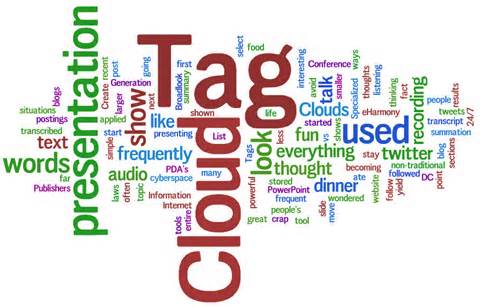 Tag
Cloud
presentation
used
words
show
look
everything
thought
frequently
like
text
audio
twitter
dinner
fun
Clouds
talk
recording
blogs
situations
postings
transcribed
Publishers
far
Create
recent
post
larger
applied
start
simple
often
topic
laws
going
Generation
next
Broadlook
summary
first
shown
presenting
List
PDA's
cyberspace
many
Information
Internet
tools
entire
select
food
life
less
Tags
powerful
stored
PowerPoint
frequent
people's
great
crap
tool
slide
move
wondered
ate
website
started
vs
shows
stay
becoming
interesting
Conference
avoid
smaller
Specialized
thoughts
listening
ways
thinking
fact
forty
people
results
tweets
24/7
transcript
eHarmony
summation
blog
sections
non-traditional
followed
DC
point
follow
yield